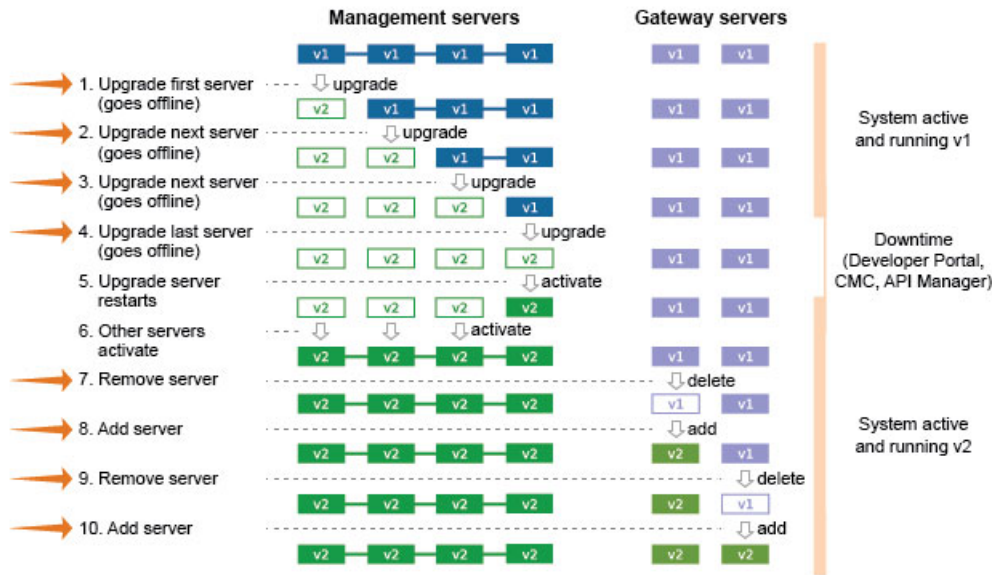 Management servers Gateway servers
v1 v1 v1 v1 v1 v1
1. Upgrade first server upgrade
(goes offline)
v2 v1 v1 v1 v1 v1
System active
and running v1
2. Upgrade next server upgrade
(goes offline)
v2 v2 v1 v1 v1 v1
3. Upgrade next server upgrade
(goes offline)
v2 v2 v2 v1 v1 v1
4. Upgrade last server upgrade
(goes offline)
v2 v2 v2 v2 v1 v1
Downtime
(Developer Portal,
CMC, API Manager)
5. Upgrade server activate
restarts
v2 v2 v2 v2 v1 v1
6. Other servers activate
activate
v2 v2 v2 v2 v1 v1
7. Remove server delete
v2 v2 v2 v2 v1 v1
8. Add server add
System active
and running v2
v2 v2 v2 v2 v2 v1
9. Remove server delete
v2 v2 v2 v2 v2 v1
10. Add server add
v2 v2 v2 v2 v2 v2